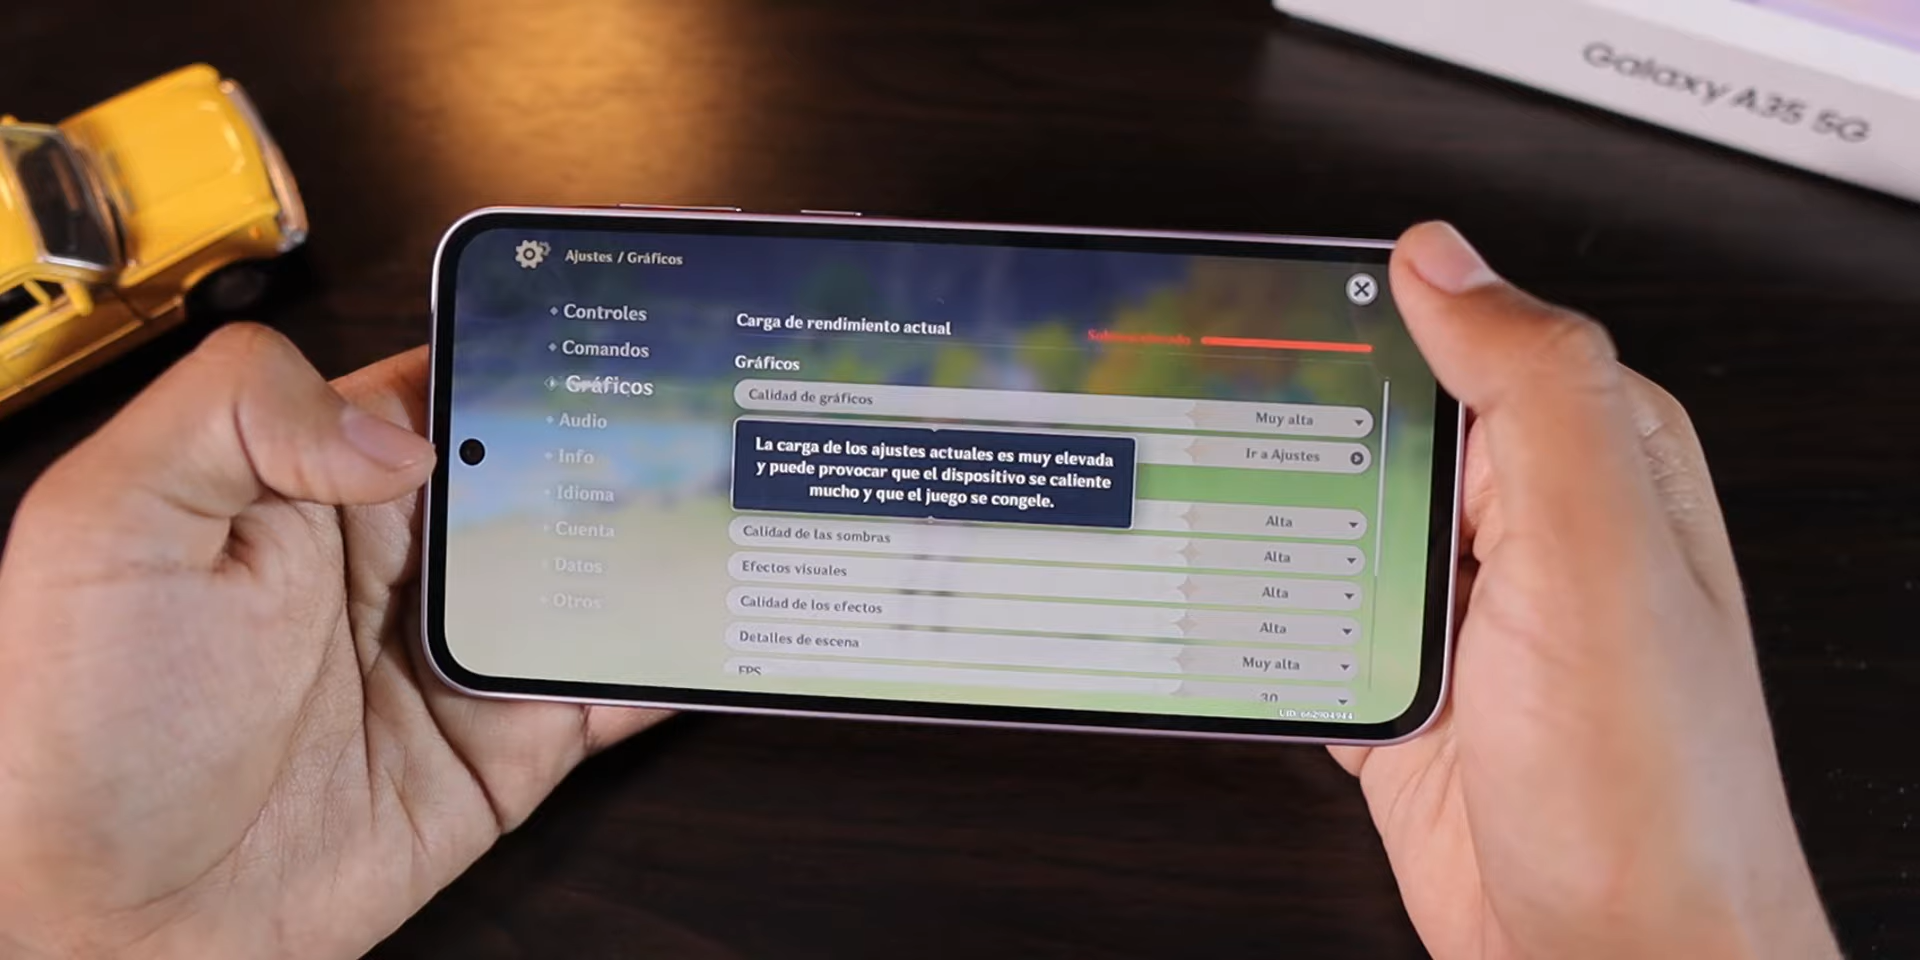 Galaxy A35 5G
Ajustes / Gráficos
Controles
Comandos
Gráficos
Audio
Info
Idioma
Cuenta
Datos
Otros
Carga de rendimiento actual
Gráficos
Calidad de gráficos Muy alta
Ir a Ajustes
La carga de los ajustes actuales es muy elevada
y puede provocar que el dispositivo se caliente
mucho y que el juego se congele.
Alta
Calidad de las sombras Alta
Efectos visuales Alta
Calidad de los efectos Alta
Detalles de escena Muy alta
FPS 30
UID: 662904944